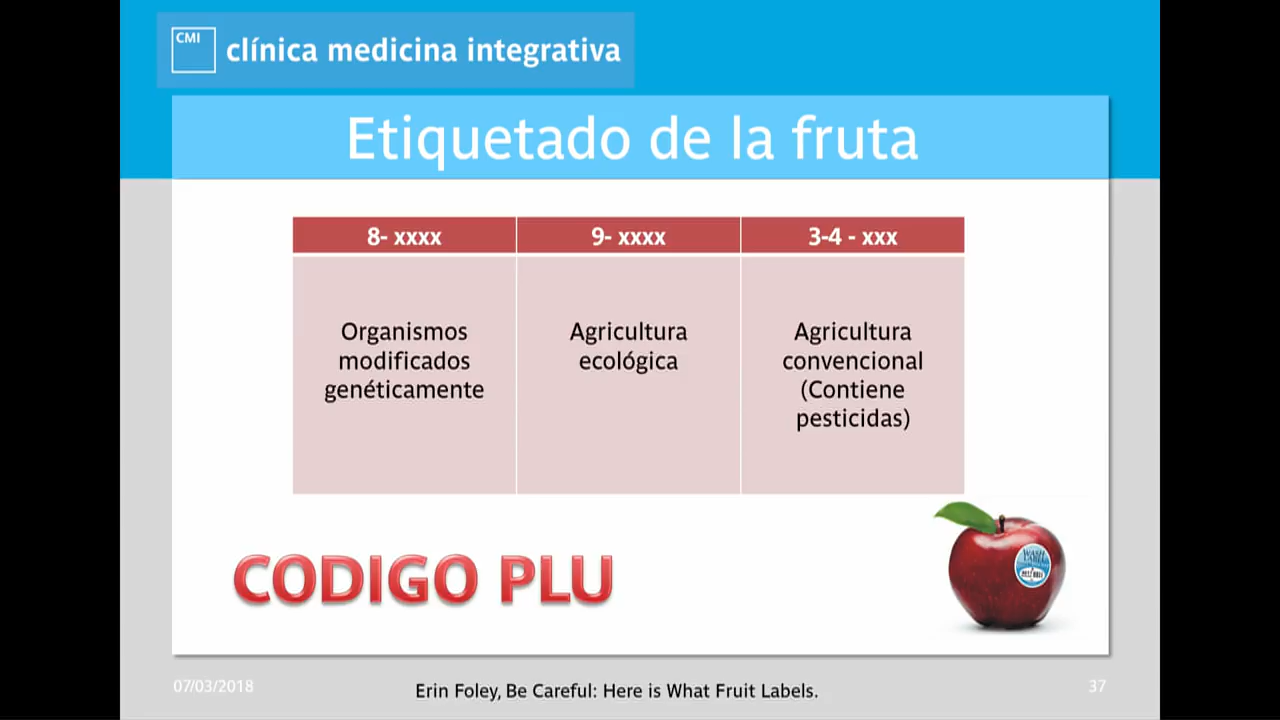 CMI
clínica medicina integrativa
Etiquetado de la fruta
8- xxxx
9- xxxx
3-4 - xxx
Organismos
modificados
genéticamente
Agricultura
ecológica
Agricultura
convencional
(Contiene
pesticidas)
WASH
LABEL
CODIGO PLU
07/03/2018
Erin Foley, Be Careful: Here is What Fruit Labels.
37